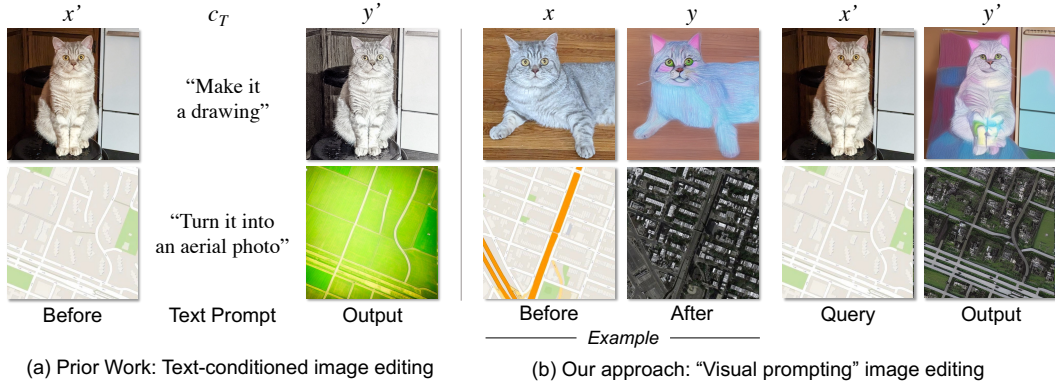 x’ c_T y’ x y x’ y’
“Make it
a drawing”
“Turn it into
an aerial photo”
Before Text Prompt Output Before After Query Output
Example
(a) Prior Work: Text-conditioned image editing (b) Our approach: “Visual prompting” image editing